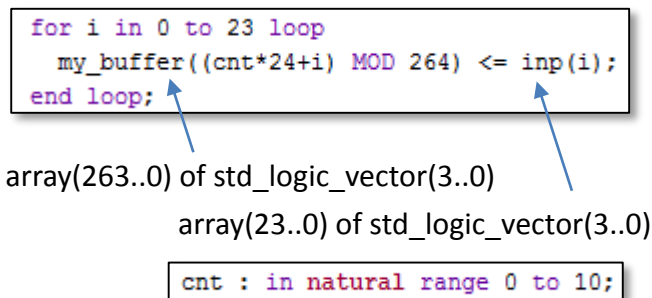 for i in 0 to 23 loop
my_buffer((cnt*24+i) MOD 264) <= inp(i);
end loop;
array(263..0) of std_logic_vector(3..0)
array(23..0) of std_logic_vector(3..0)
cnt : in natural range 0 to 10;